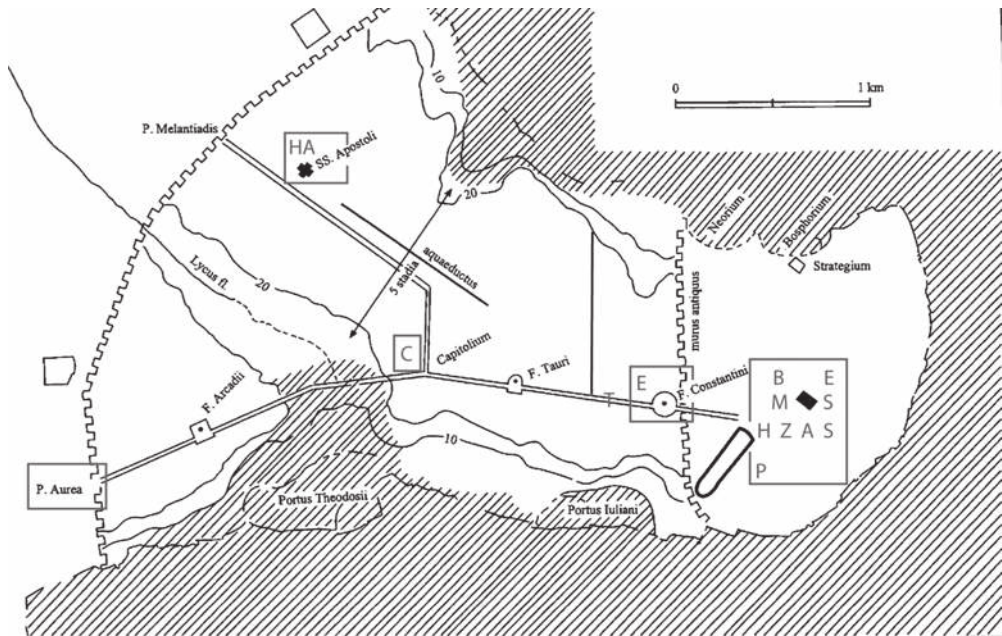 10
0
1 km
P. Melantiadis
HA
SS. Apostoli
20
Neorium
Bosphorium
Strategium
aquaeductus
5 stadia
Lycus fl.
20
murus antiquus
C
Capitolium
F. Tauri
E
F. Constantini
T
B E
M S
H Z A S
P
F. Arcadii
10
P. Aurea
Portus Theodosii
Portus Iuliani